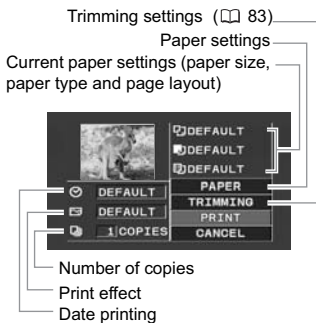 Trimming settings (📖 83)
Paper settings
Current paper settings (paper size,
paper type and page layout)
DEFAULT
DEFAULT
DEFAULT
DEFAULT
DEFAULT
1 COPIES
PAPER
TRIMMING
PRINT
CANCEL
Number of copies
Print effect
Date printing